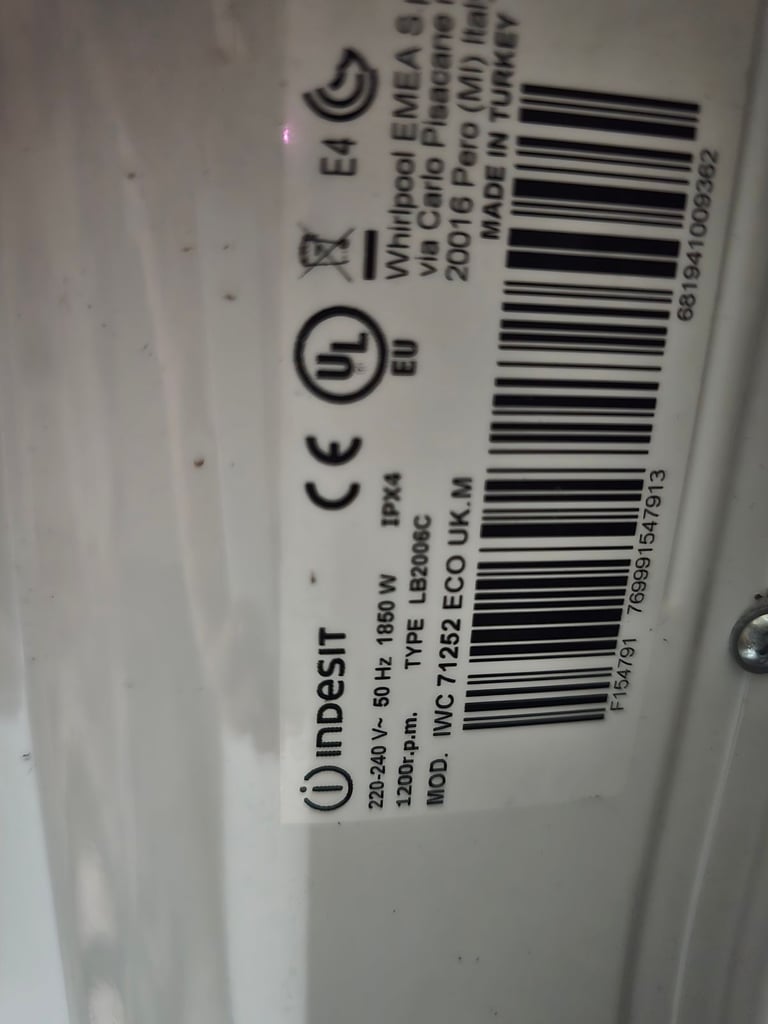 indesit
220-240 V~ 50 Hz 1850 W IPX4
1200r.p.m. TYPE LB2006C
MOD. IWC 71252 ECO UK.M
CE
UL
EU
E4
Whirlpool EMEA S
via Carlo Pisacane
20016 Pero (MI) Ital
MADE IN TURKEY
F154791 769991547913 681941009362